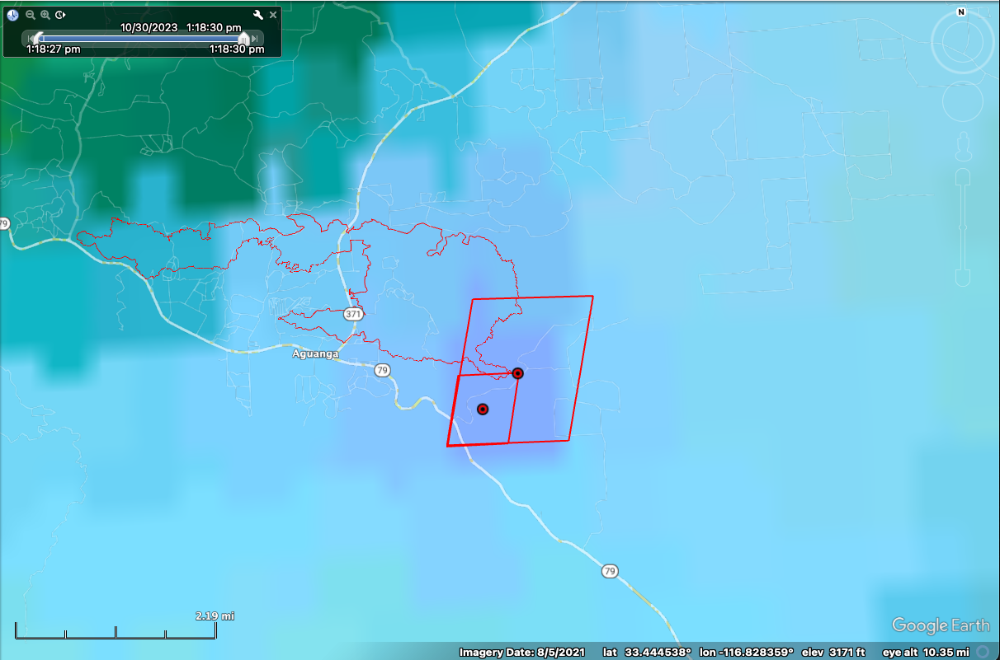 10/30/2023 1:18:30 pm
1:18:27 pm 1:18:30 pm
N
79
371
Aguanga
79
79
2.19 mi
Google Earth
Imagery Date: 8/5/2021 lat 33.444538° lon -116.828359° elev 3171 ft eye alt 10.35 mi